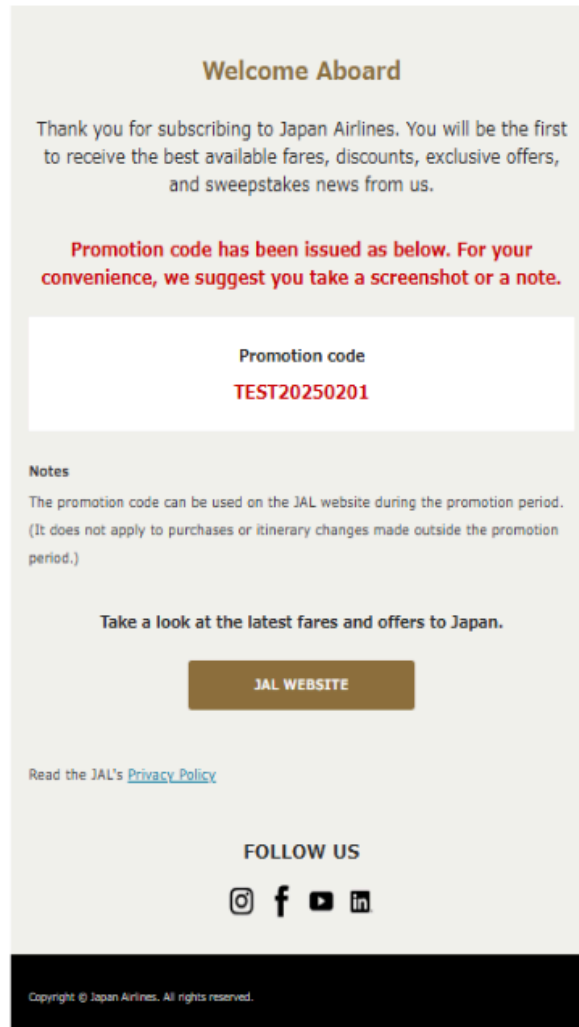 Welcome Aboard
Thank you for subscribing to Japan Airlines. You will be the first
to receive the best available fares, discounts, exclusive offers,
and sweepstakes news from us.
Promotion code has been issued as below. For your
convenience, we suggest you take a screenshot or a note.
Promotion code
TEST20250201
Notes
The promotion code can be used on the JAL website during the promotion period.
(It does not apply to purchases or itinerary changes made outside the promotion
period.)
Take a look at the latest fares and offers to Japan.
JAL WEBSITE
Read the JAL's Privacy Policy
FOLLOW US
Copyright © Japan Airlines. All rights reserved.